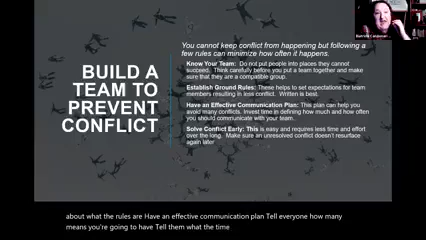 BUILD A
TEAM TO
PREVENT
CONFLICT
You cannot keep conflict from happening but following a
few rules can minimize how often it happens.
Know Your Team: Do not put people into places they cannot
succeed. Think carefully before you put a team together and make
sure that they are a compatible group.
Establish Ground Rules: These helps to set expectations for team
members resulting in less conflict. Written is best.
Have an Effective Communication Plan: This plan can help you
avoid many conflicts. Invest time in defining how much and how often
you should communicate with your team.
Solve Conflict Early: This is easy and requires less time and effort
over the long. Make sure an unresolved conflict doesn't resurface
again later
about what the rules are Have an effective communication plan Tell everyone how many
means you're going to have Tell them what the time